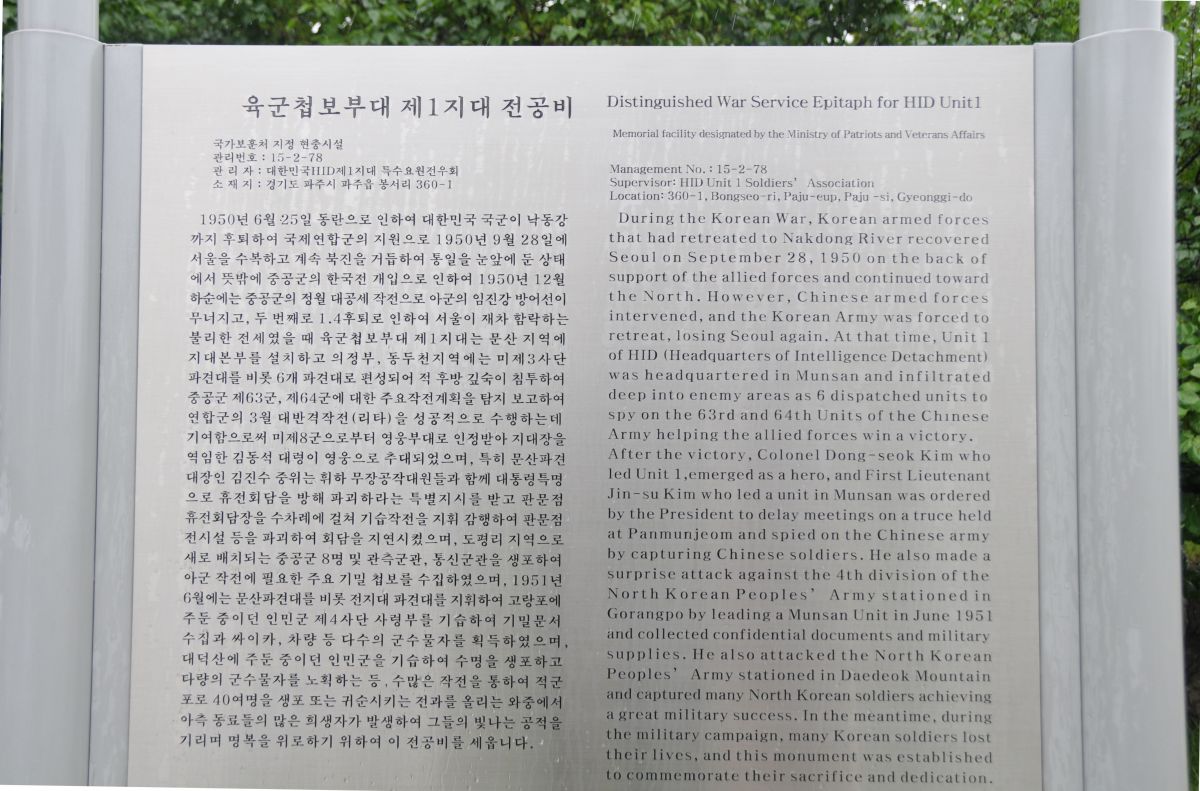 육군첩보부대 제1지대 전공비
국가보훈처 지정 현충시설
관리번호 : 15-2-78
관 리 자 : 대한민국HID제1지대 특수요원전우회
소 재 지 : 경기도 파주시 파주읍 봉서리 360-1
1950년 6월 25일 동란으로 인하여 대한민국 국군이 낙동강
까지 후퇴하여 국제연합군의 지원으로 1950년 9월 28일에
서울을 수복하고 계속 북진을 거듭하여 통일을 눈앞에 둔 상태
에서 뜻밖에 중공군의 한국전 개입으로 인하여 1950년 12월
하순에는 중공군의 정월 대공세 작전으로 아군의 임진강 방어선이
무너지고, 두 번째로 1.4후퇴로 인하여 서울이 재차 함락하는
불리한 전세였을 때 육군첩보부대 제1지대는 문산 지역에
지대본부를 설치하고 의정부, 동두천지역에는 미제3사단
파견대를 비롯 6개 파견대로 편성되어 적 후방 깊숙이 침투하여
중공군 제63군, 제64군에 대한 주요작전계획을 탐지 보고하여
연합군의 3월 대반격작전(리타)을 성공적으로 수행하는데
기여함으로써 미제8군으로부터 영웅부대로 인정받아 지대장을
역임한 김동석 대령이 영웅으로 추대되었으며, 특히 문산파견
대장인 김진수 중위는 휘하 무장공작대원들과 함께 대통령특명
으로 휴전회담을 방해 파괴하라는 특별지시를 받고 판문점
휴전회담장을 수차례에 걸쳐 기습작전을 지휘 감행하여 판문점
전시설 등을 파괴하여 회담을 지연시켰으며, 도평리 지역으로
새로 배치되는 중공군 8명 및 관측군관, 통신군관을 생포하여
아군 작전에 필요한 주요 기밀 첩보를 수집하였으며, 1951년
6월에는 문산파견대를 비롯 전지대 파견대를 지휘하여 고랑포에
주둔 중이던 인민군 제4사단 사령부를 기습하여 기밀문서
수집과 싸이카, 차량 등 다수의 군수물자를 획득하였으며,
대덕산에 주둔 중이던 인민군을 기습하여 수명을 생포하고
다량의 군수물자를 노획하는 등, 수많은 작전을 통하여 적군
포로 40여명을 생포 또는 귀순시키는 전과를 올리는 와중에서
아측 동료들의 많은 희생자가 발생하여 그들의 빛나는 공적을
기리며 명복을 위로하기 위하여 이 전공비를 세웁니다.
Distinguished War Service Epitaph for HID Unit1
Memorial facility designated by the Ministry of Patriots and Veterans Affairs
Management No. : 15-2-78
Supervisor: HID Unit 1 Soldiers' Association
Location: 360-1, Bongseo-ri, Paju-eup, Paju -si, Gyeonggi-do
During the Korean War, Korean armed forces
that had retreated to Nakdong River recovered
Seoul on September 28, 1950 on the back of
support of the allied forces and continued toward
the North. However, Chinese armed forces
intervened, and the Korean Army was forced to
retreat, losing Seoul again. At that time, Unit 1
of HID (Headquarters of Intelligence Detachment)
was headquartered in Munsan and infiltrated
deep into enemy areas as 6 dispatched units to
spy on the 63rd and 64th Units of the Chinese
Army helping the allied forces win a victory.
After the victory, Colonel Dong-seok Kim who
led Unit 1,emerged as a hero, and First Lieutenant
Jin-su Kim who led a unit in Munsan was ordered
by the President to delay meetings on a truce held
at Panmunjeom and spied on the Chinese army
by capturing Chinese soldiers. He also made a
surprise attack against the 4th division of the
North Korean Peoples' Army stationed in
Gorangpo by leading a Munsan Unit in June 1951
and collected confidential documents and military
supplies. He also attacked the North Korean
Peoples' Army stationed in Daedeok Mountain
and captured many North Korean soldiers achieving
a great military success. In the meantime, during
the military campaign, many Korean soldiers lost
their lives, and this monument was established
to commemorate their sacrifice and dedication.